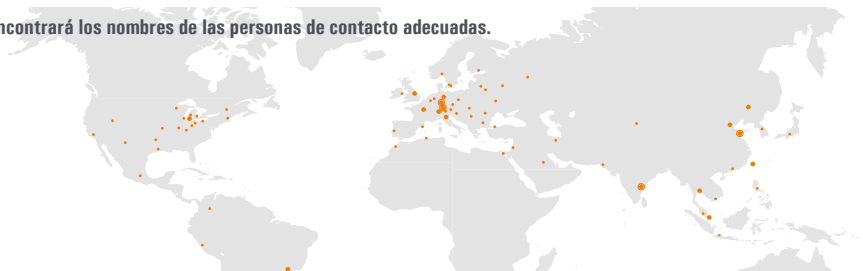 ncontrará los nombres de las personas de contacto adecuadas.